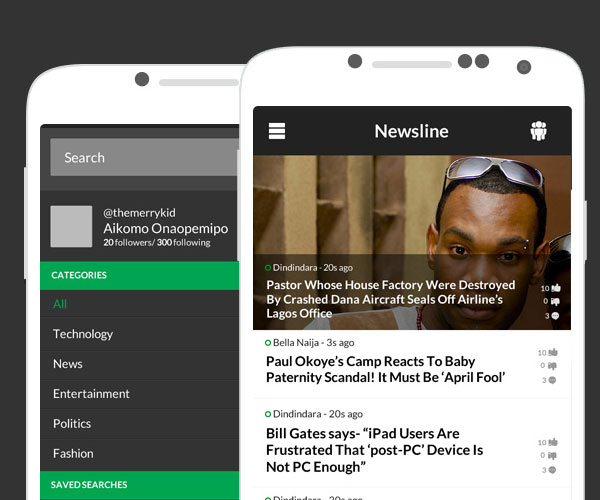 Search
@themerrykid
Aikomo Onaopemipo
20 followers/ 300 following
CATEGORIES
All
Technology
News
Entertainment
Politics
Fashion
SAVED SEARCHES
Newsline
Dindindara - 20s ago
Pastor Whose House Factory Were Destroyed
By Crashed Dana Aircraft Seals Off Airline’s
Lagos Office
10
0
3
Bella Naija - 3s ago
Paul Okoye’s Camp Reacts To Baby
Paternity Scandal! It Must Be ‘April Fool’
10
0
3
Dindindara - 20s ago
Bill Gates says- “iPad Users Are
Frustrated That ‘post-PC’ Device Is
Not PC Enough”
10
0
3
Dindindara - 20s ago